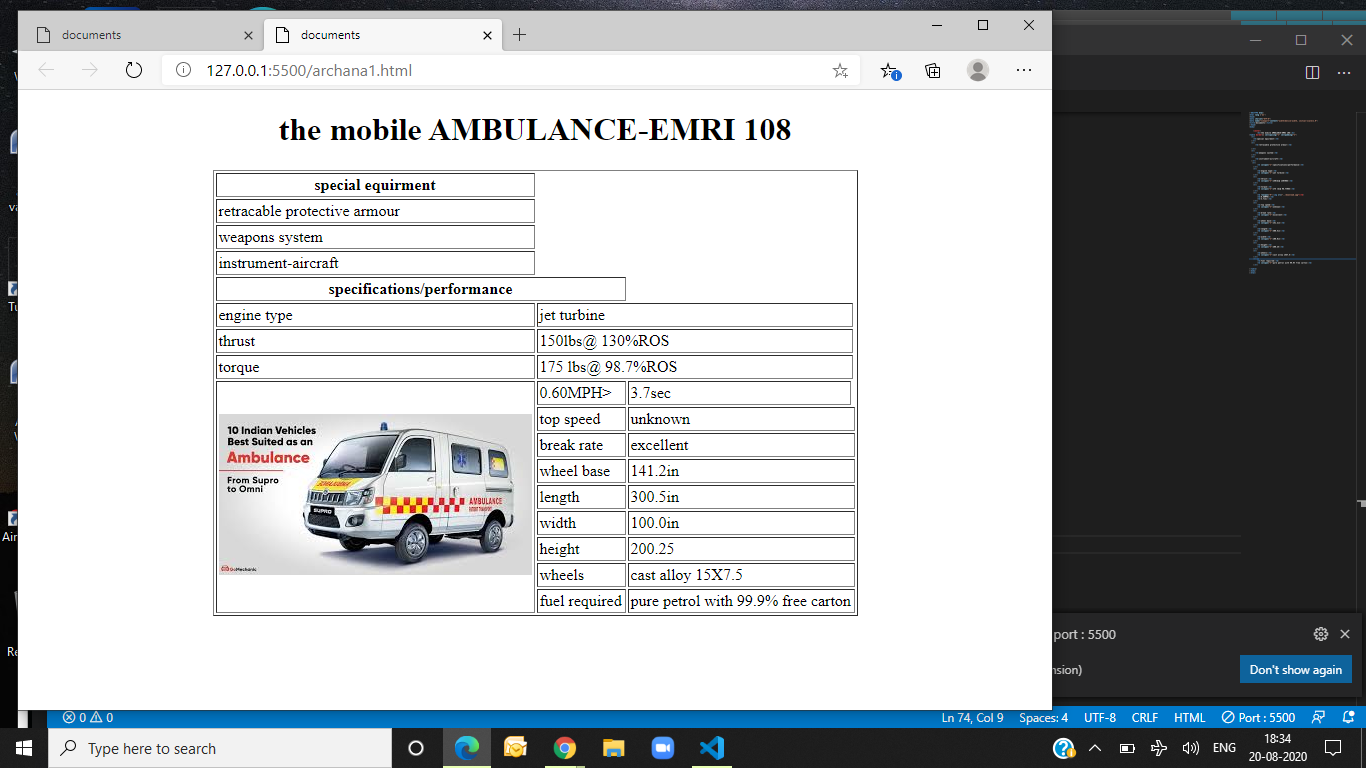 documents
documents
127.0.0.1:5500/archana1.html
the mobile AMBULANCE-EMRI 108
special equirment
retracable protective armour
weapons system
instrument-aircraft
specifications/performance
engine type jet turbine
thrust 150lbs@ 130%ROS
torque 175 lbs@ 98.7%ROS
10 Indian Vehicles
Best Suited as an
Ambulance
From Supro
to Omni
AMBULANCE
SUPRO
GoMechanic
0.60MPH> 3.7sec
top speed unknown
break rate excellent
wheel base 141.2in
length 300.5in
width 100.0in
height 200.25
wheels cast alloy 15X7.5
fuel required pure petrol with 99.9% free carton
port : 5500
nsion)
Don't show again
0 0
Ln 74, Col 9 Spaces: 4 UTF-8 CRLF HTML Port : 5500
Type here to search
ENG
18:34
20-08-2020